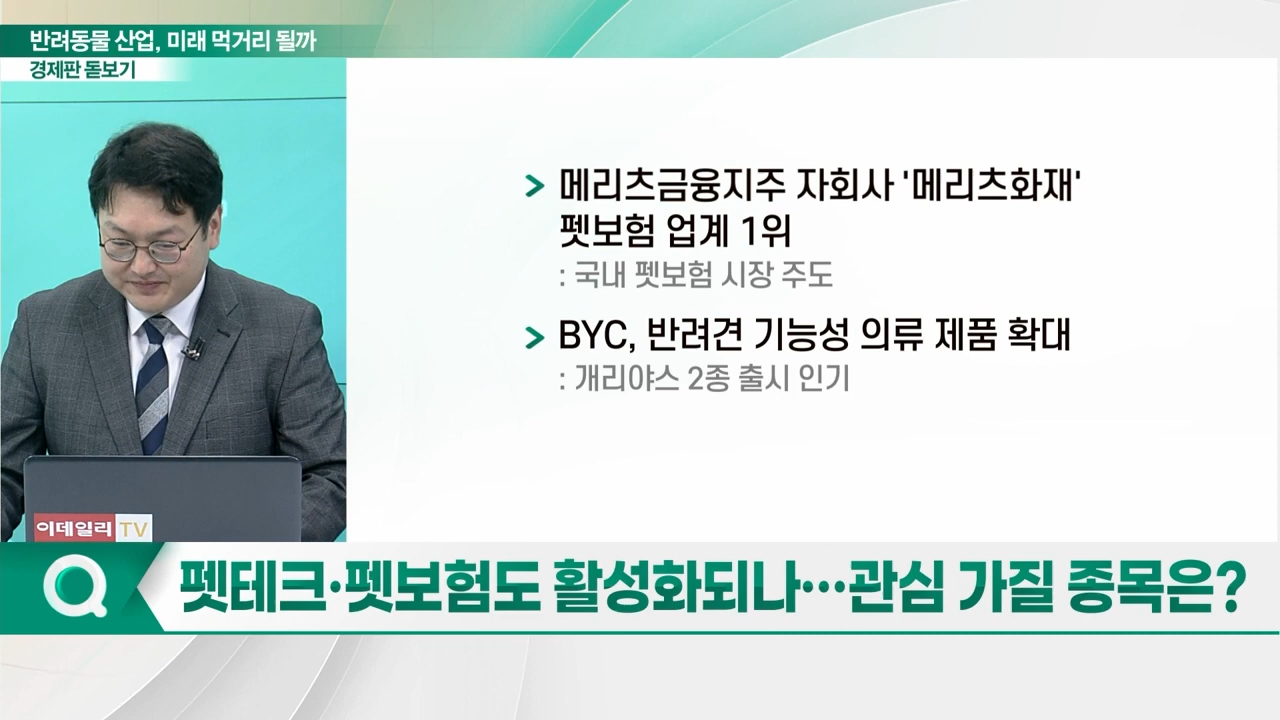 반려동물 산업, 미래 먹거리 될까
경제판 돋보기
메리츠금융지주 자회사 '메리츠화재'
펫보험 업계 1위
: 국내 펫보험 시장 주도
BYC, 반려견 기능성 의류 제품 확대
: 개리야스 2종 출시 인기
이데일리 TV
펫테크·펫보험도 활성화되나…관심 가질 종목은?